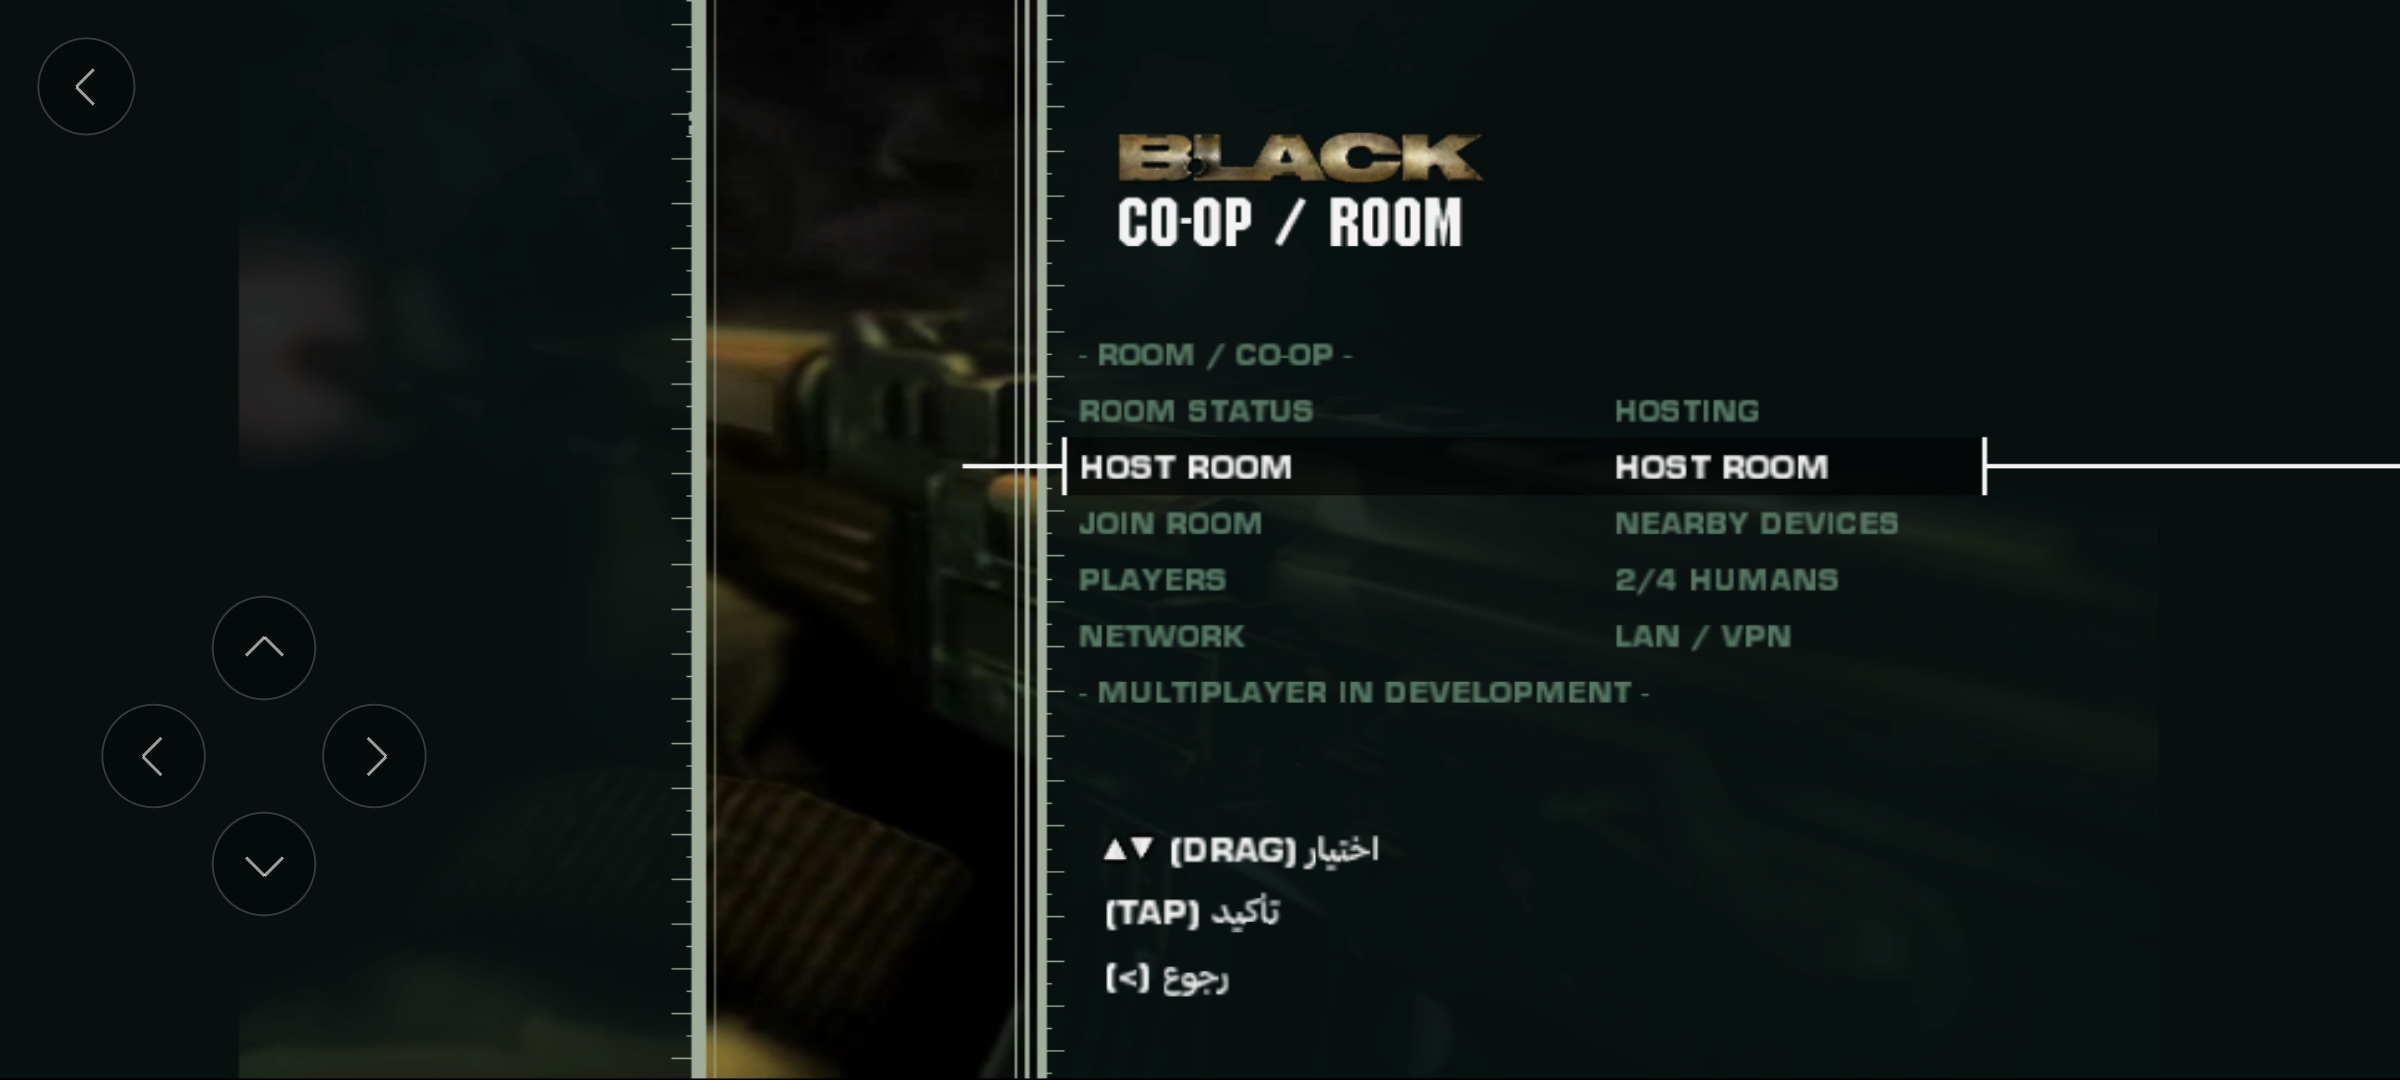 BLACK
CO-OP / ROOM
- ROOM / CO-OP -
ROOM STATUS HOSTING
HOST ROOM HOST ROOM
JOIN ROOM NEARBY DEVICES
PLAYERS 2/4 HUMANS
NETWORK LAN / VPN
- MULTIPLAYER IN DEVELOPMENT -
▲▼ (DRAG) اختيار
(TAP) تأكيد
(<) رجوع